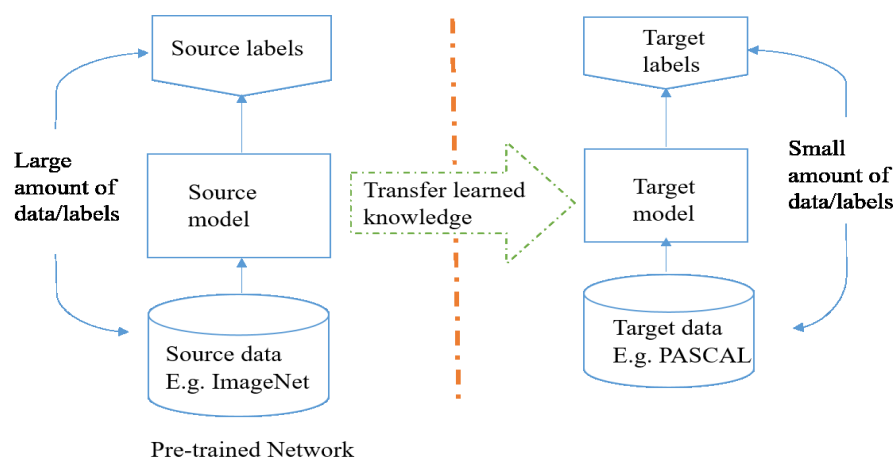 Source labels
Large
amount of
data/labels
Source
model
Source data
E.g. ImageNet
Pre-trained Network
Transfer learned
knowledge
Target
labels
Target
model
Small
amount of
data/labels
Target data
E.g. PASCAL